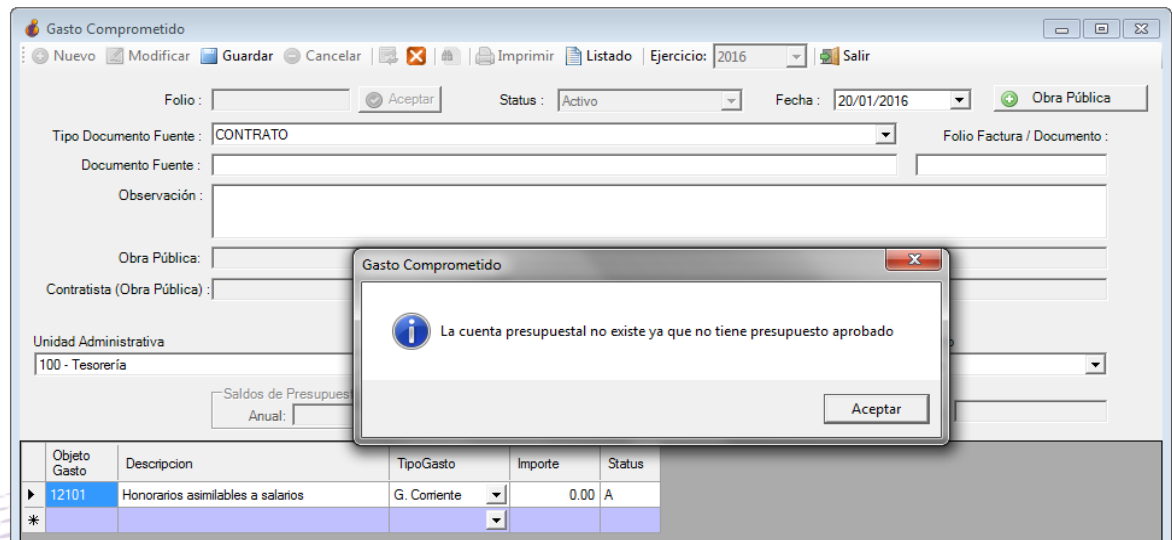 Gasto Comprometido
Nuevo Modificar Guardar Cancelar Imprimir Listado Ejercicio: 2016 Salir
Folio : Aceptar Status : Activo Fecha : 20/01/2016 Obra Pública
Tipo Documento Fuente : CONTRATO Folio Factura / Documento :
Documento Fuente :
Observación :
Obra Pública:
Contratista (Obra Pública) :
Gasto Comprometido
La cuenta presupuestal no existe ya que no tiene presupuesto aprobado
Aceptar
Unidad Administrativa
100 - Tesorería
Saldos de Presupuest
Anual:
Objeto Gasto Descripcion TipoGasto Importe Status
12101 Honorarios asimilables a salarios G. Corriente 0.00 A